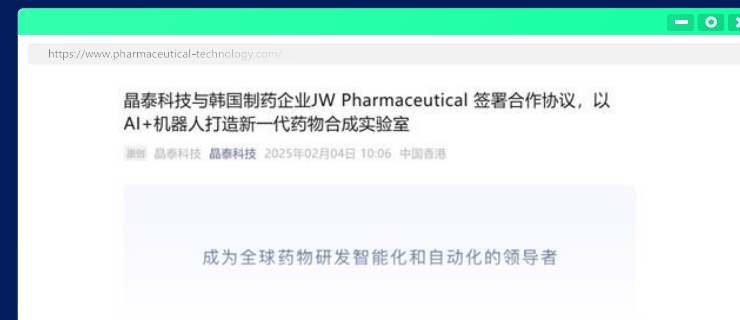 https://www.pharmaceutical-technology.com/
晶泰科技与韩国制药企业JW Pharmaceutical 签署合作协议，以
AI+机器人打造新一代药物合成实验室
原创 晶泰科技 晶泰科技 2025年02月04日 10:06 中国香港
成为全球药物研发智能化和自动化的领导者